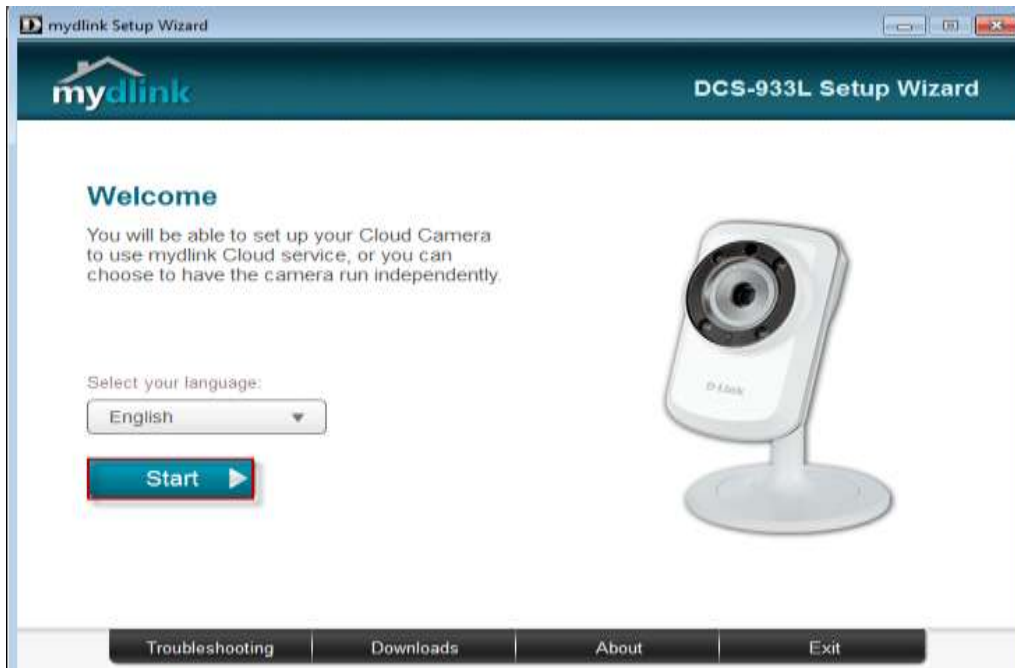 mydlink Setup Wizard
mydlink
DCS-933L Setup Wizard
Welcome
You will be able to set up your Cloud Camera
to use mydlink Cloud service, or you can
choose to have the camera run independently.
Select your language:
English
Start
D-Link
Troubleshooting
Downloads
About
Exit